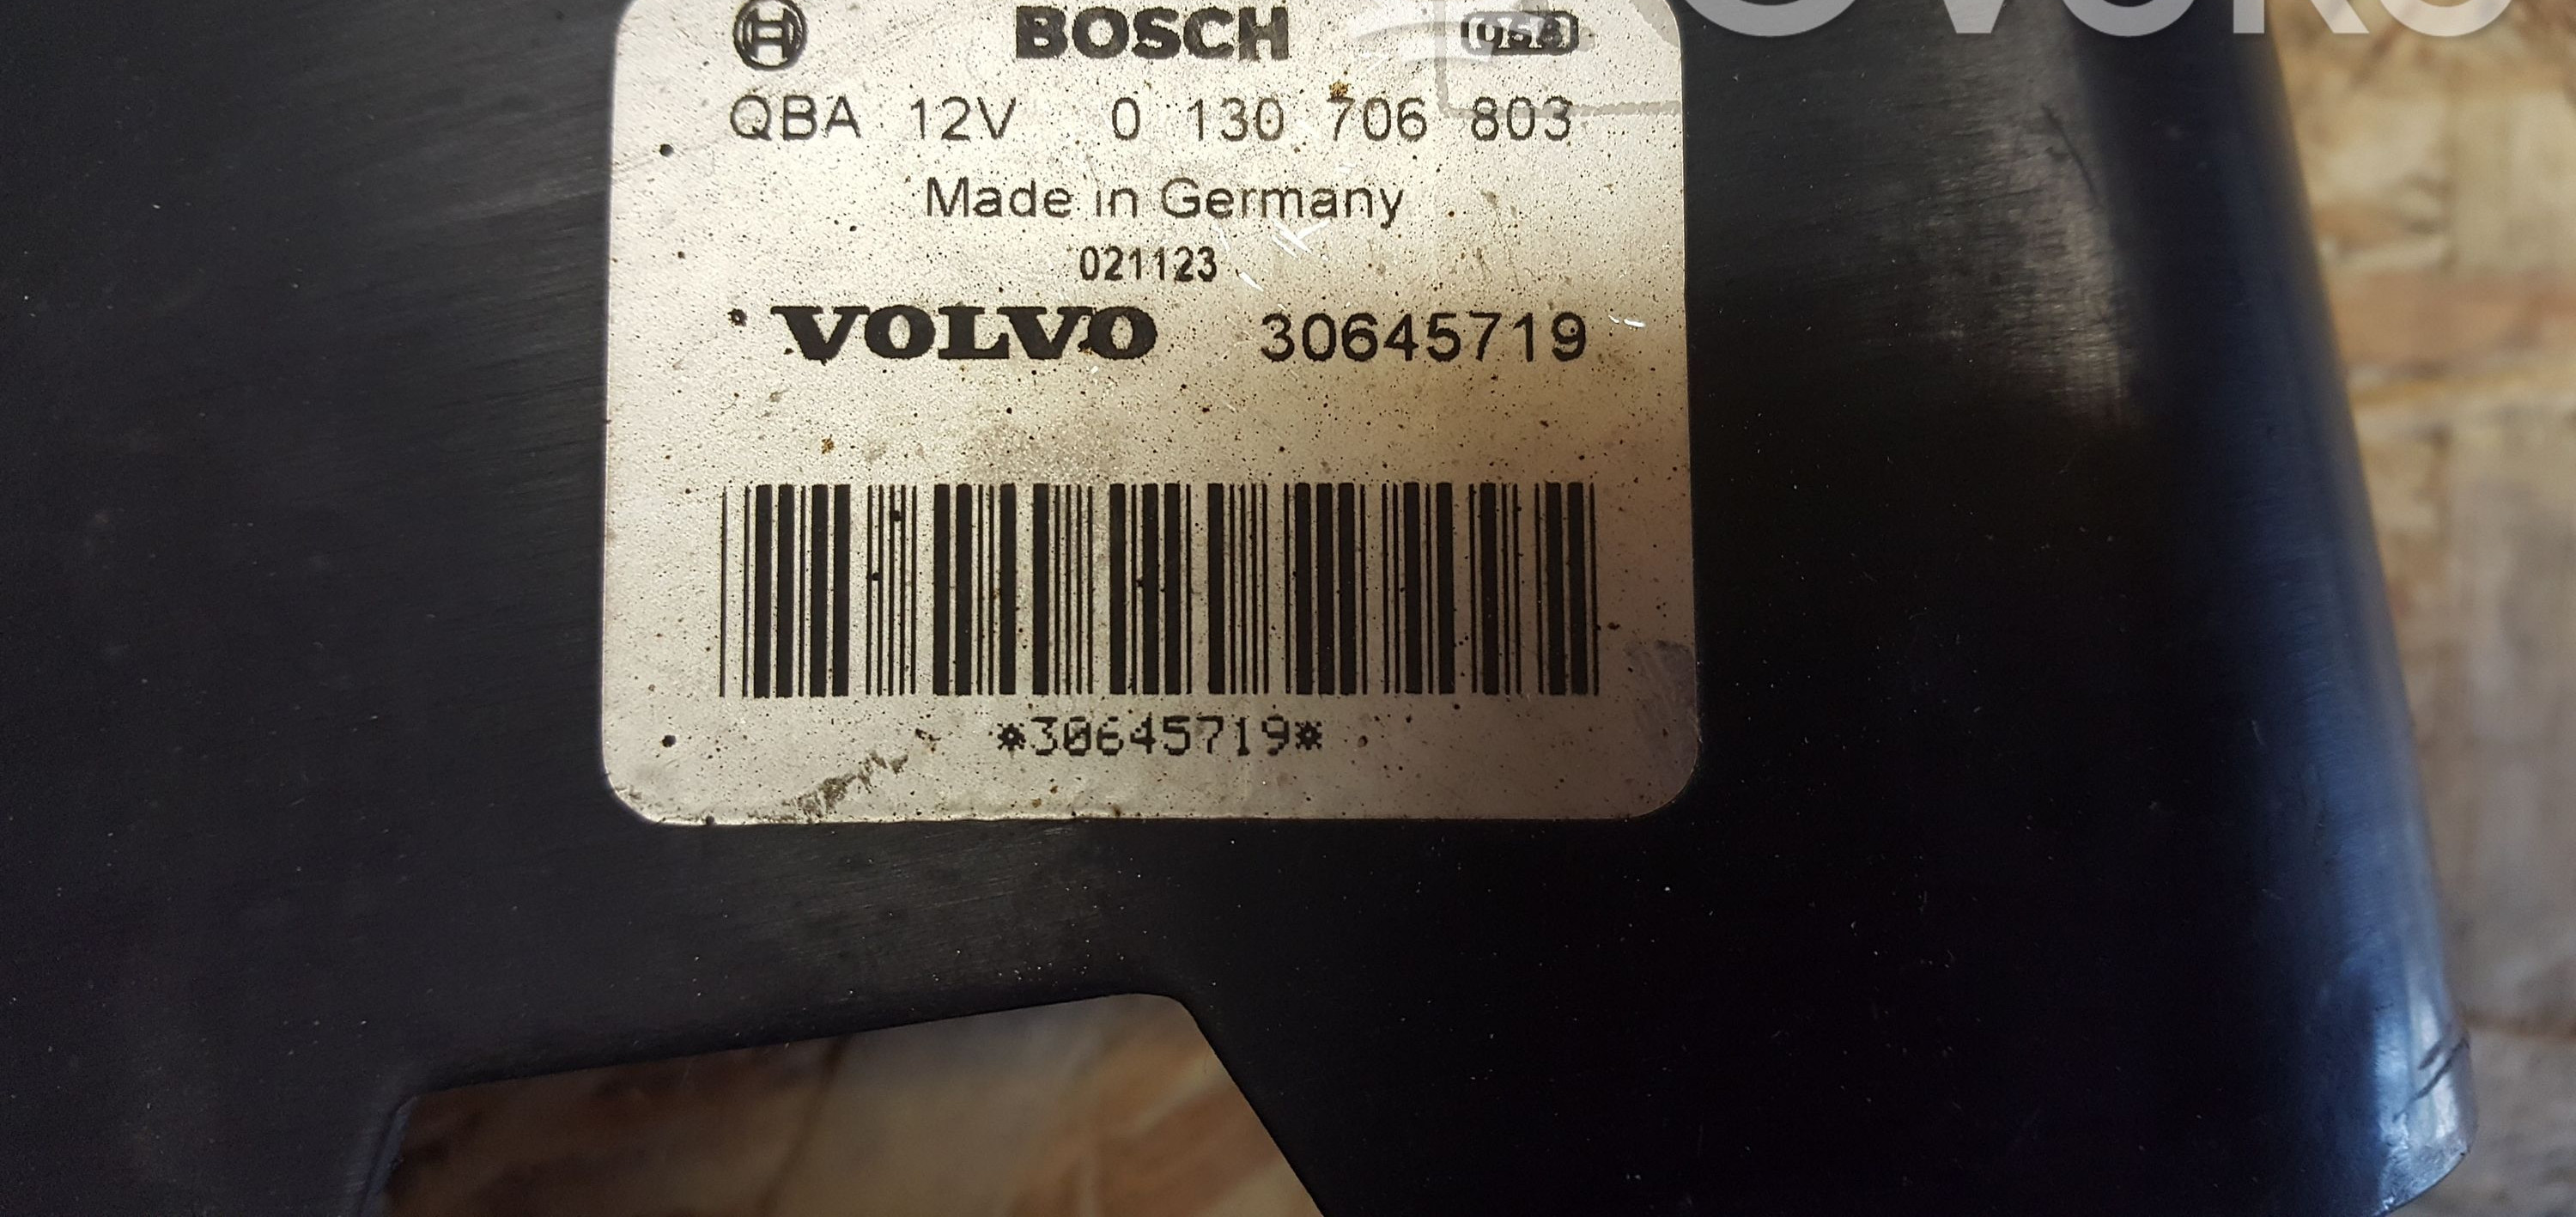 BOSCH
QBA 12V 0 130 706 803
Made in Germany
021123
VOLVO 30645719
*30645719*